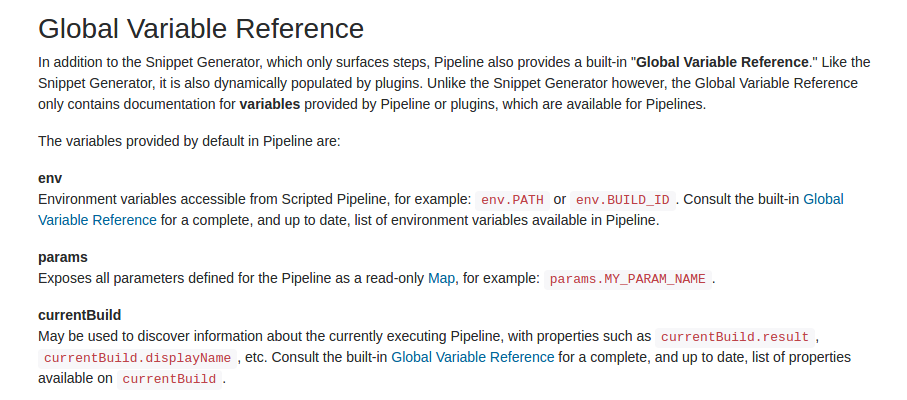 Global Variable Reference
In addition to the Snippet Generator, which only surfaces steps, Pipeline also provides a built-in "Global Variable Reference." Like the
Snippet Generator, it is also dynamically populated by plugins. Unlike the Snippet Generator however, the Global Variable Reference
only contains documentation for variables provided by Pipeline or plugins, which are available for Pipelines.
The variables provided by default in Pipeline are:
env
Environment variables accessible from Scripted Pipeline, for example: env.PATH or env.BUILD_ID . Consult the built-in Global
Variable Reference for a complete, and up to date, list of environment variables available in Pipeline.
params
Exposes all parameters defined for the Pipeline as a read-only Map, for example: params.MY_PARAM_NAME .
currentBuild
May be used to discover information about the currently executing Pipeline, with properties such as currentBuild.result ,
currentBuild.displayName , etc. Consult the built-in Global Variable Reference for a complete, and up to date, list of properties
available on currentBuild .